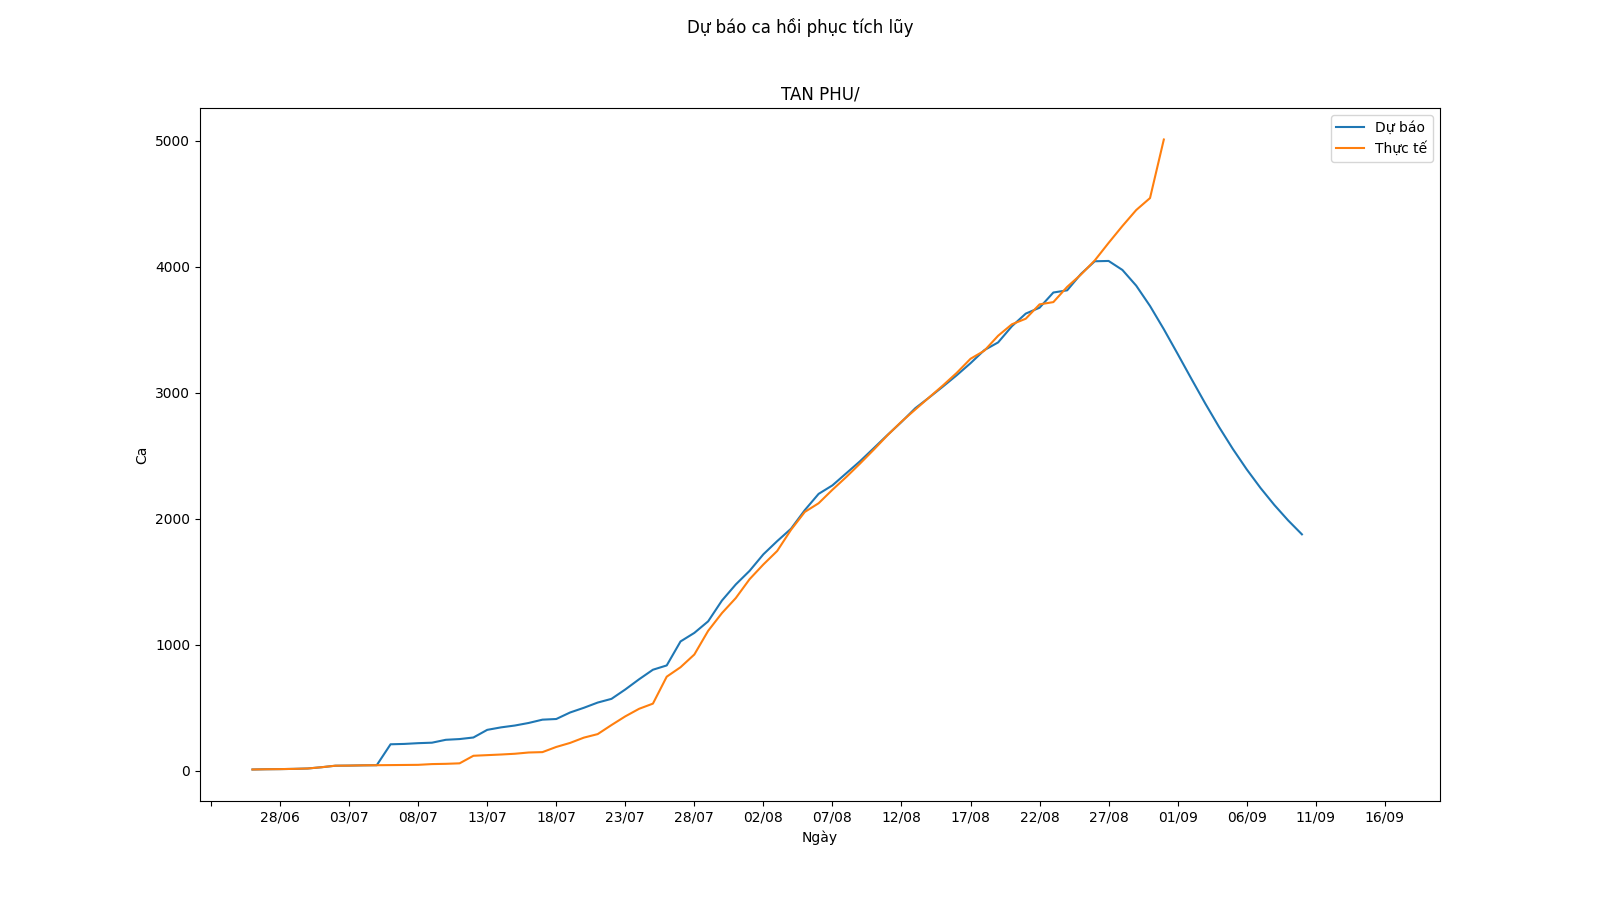 Dự báo ca hồi phục tích lũy
TAN PHU/
Dự báo
Thực tế
5000
4000
3000
2000
1000
0
Ca
28/06 03/07 08/07 13/07 18/07 23/07 28/07 02/08 07/08 12/08 17/08 22/08 27/08 01/09 06/09 11/09 16/09
Ngày